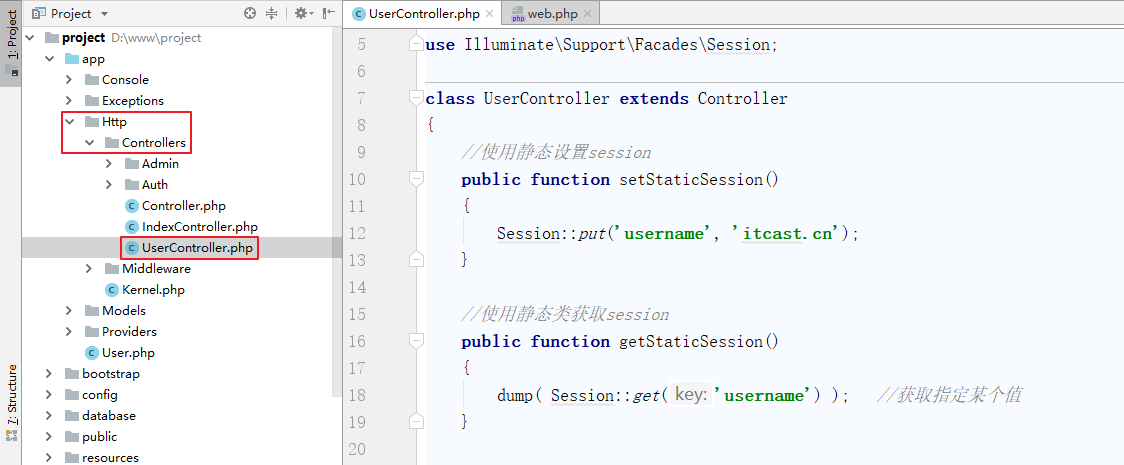 1: Project
7: Structure
Project
project D:\www\project
app
Console
Exceptions
Http
Controllers
Admin
Auth
Controller.php
IndexController.php
UserController.php
Middleware
Kernel.php
Models
Providers
User.php
bootstrap
config
database
public
resources
UserController.php
web.php
5 use Illuminate\Support\Facades\Session;
6
7 class UserController extends Controller
8 {
9 //使用静态设置session
10 public function setStaticSession()
11 {
12 Session::put('username', 'itcast.cn');
13 }
14
15 //使用静态类获取session
16 public function getStaticSession()
17 {
18 dump( Session::get( key: 'username') ); //获取指定某个值
19 }
20